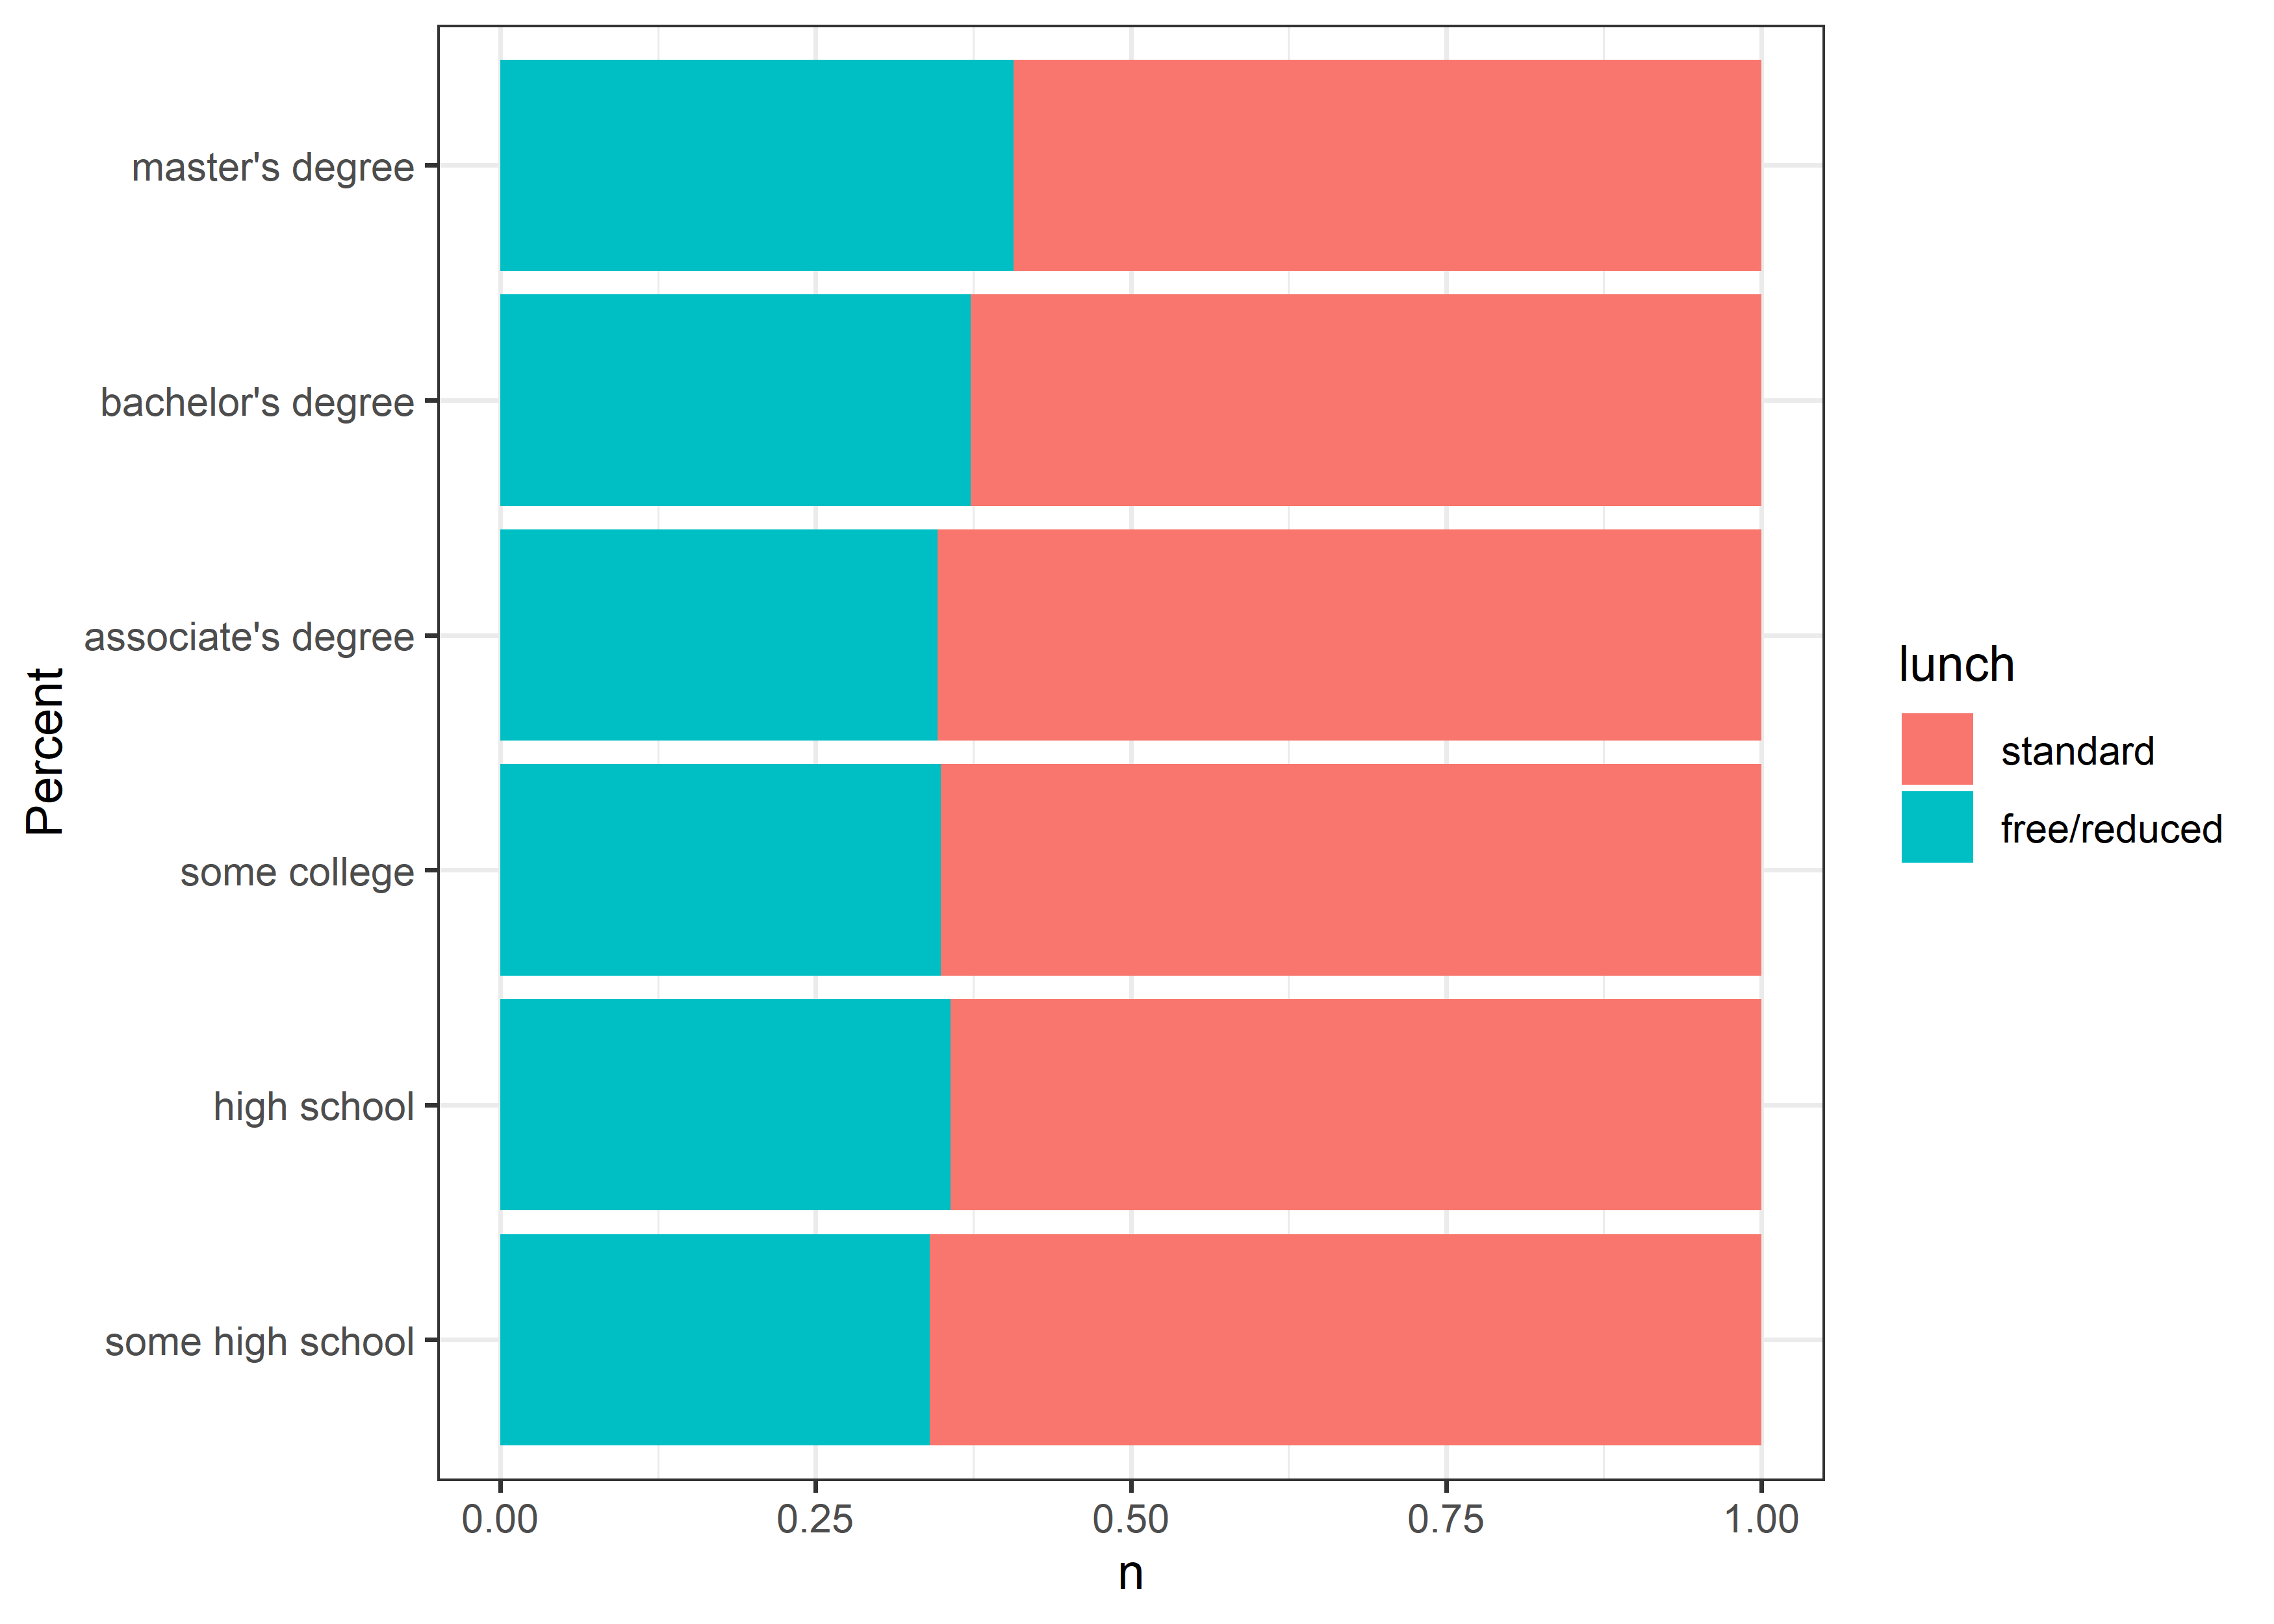 Percent
master's degree
bachelor's degree
associate's degree
some college
high school
some high school
0.00 0.25 0.50 0.75 1.00
n
lunch
standard
free/reduced